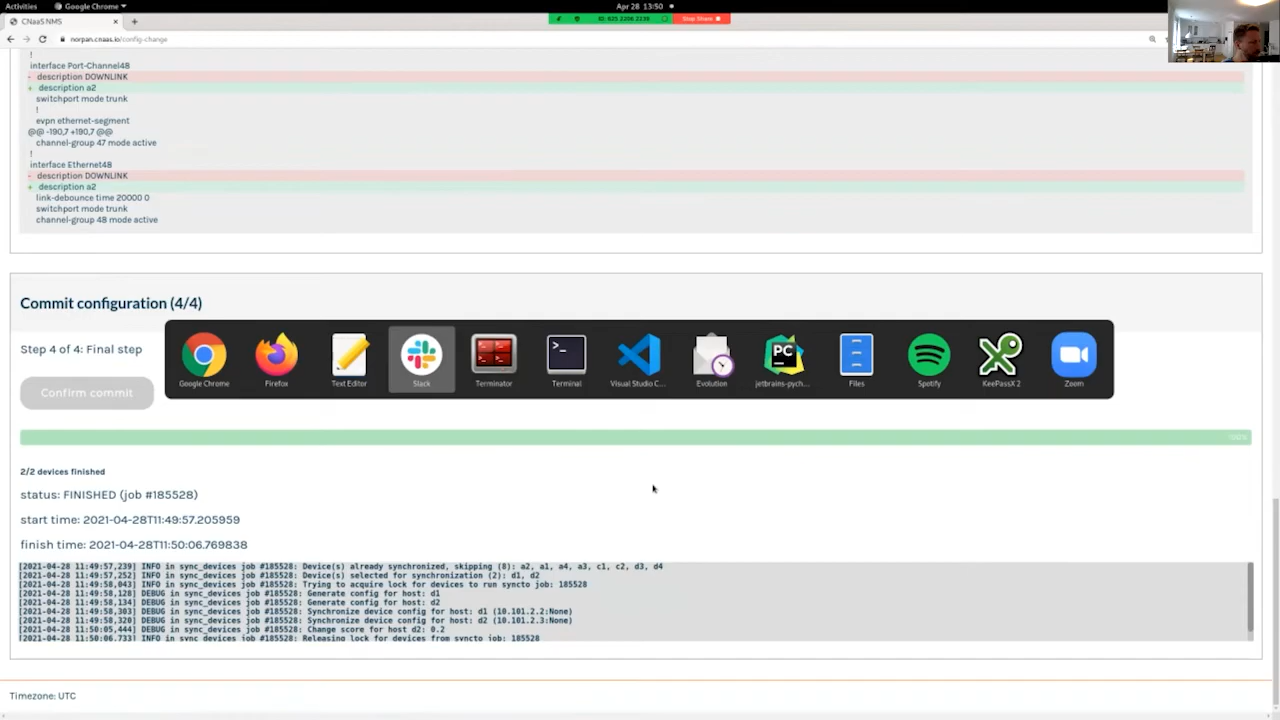 Activities
Google Chrome ▾
Apr 28 13:50
CNaaS NMS
ID: 625 2206 2239
Stop Share
norpan.cnaas.io/config-change
!
interface Port-Channel48
- description DOWNLINK
+ description a2
switchport mode trunk
!
evpn ethernet-segment
@@ -190,7 +190,7 @@
channel-group 47 mode active
!
interface Ethernet48
- description DOWNLINK
+ description a2
link-debounce time 20000 0
switchport mode trunk
channel-group 48 mode active
Commit configuration (4/4)
Step 4 of 4: Final step
Confirm commit
Google Chrome
Firefox
Text Editor
Slack
Terminator
Terminal
Visual Studio C...
Evolution
jetbrains-pych...
Files
Spotify
KeePassX 2
Zoom
100%
2/2 devices finished
status: FINISHED (job #185528)
start time: 2021-04-28T11:49:57.205959
finish time: 2021-04-28T11:50:06.769838
[2021-04-28 11:49:57,239] INFO in sync_devices job #185528: Device(s) already synchronized, skipping (8): a2, a1, a4, a3, c1, c2, d3, d4
[2021-04-28 11:49:57,252] INFO in sync_devices job #185528: Device(s) selected for synchronization (2): d1, d2
[2021-04-28 11:49:58,043] INFO in sync_devices job #185528: Trying to acquire lock for devices to run syncto job: 185528
[2021-04-28 11:49:58,128] DEBUG in sync_devices job #185528: Generate config for host: d1
[2021-04-28 11:49:58,134] DEBUG in sync_devices job #185528: Generate config for host: d2
[2021-04-28 11:49:58,303] DEBUG in sync_devices job #185528: Synchronize device config for host: d1 (10.101.2.2:None)
[2021-04-28 11:49:58,320] DEBUG in sync_devices job #185528: Synchronize device config for host: d2 (10.101.2.3:None)
[2021-04-28 11:50:05,444] DEBUG in sync_devices job #185528: Change score for host d2: 0.2
[2021-04-28 11:50:06,733] INFO in sync_devices job #185528: Releasing lock for devices from syncto job: 185528
Timezone: UTC